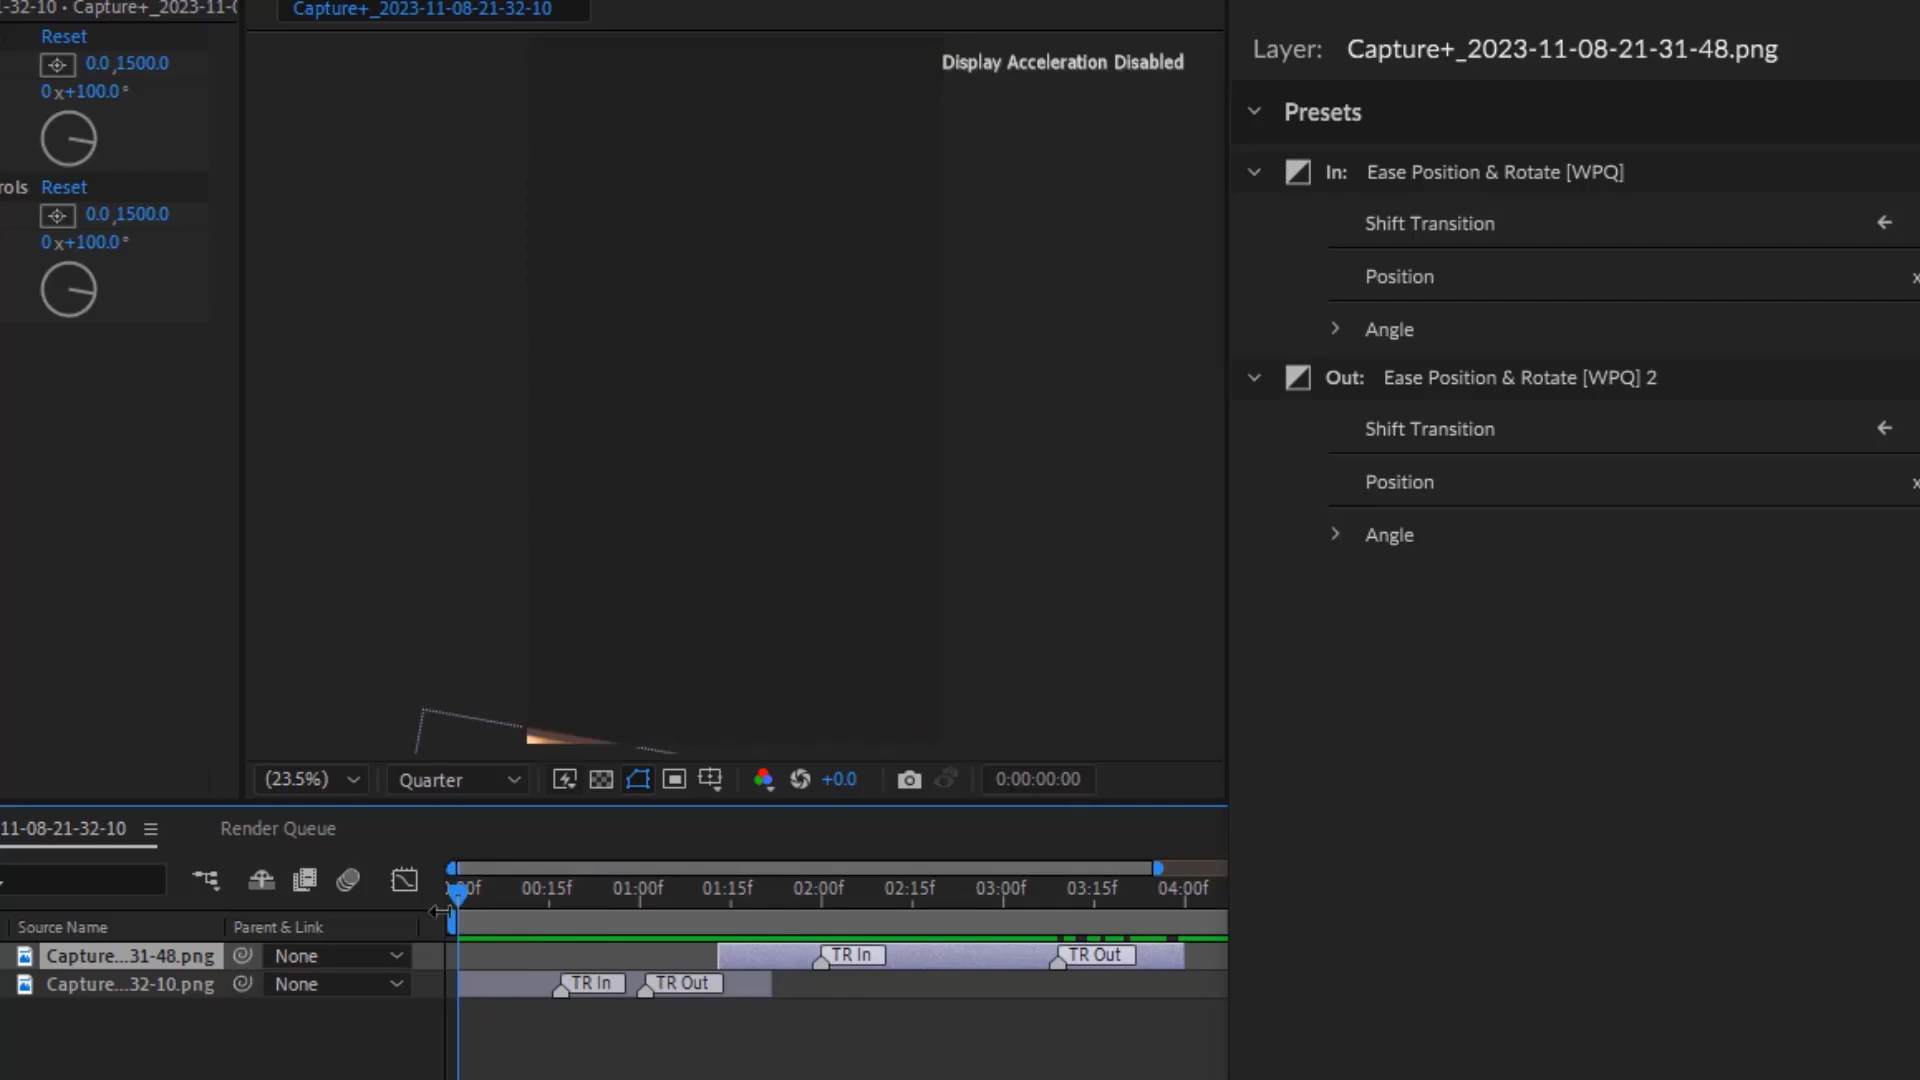 -32-10 • Capture+_2023-11-0
Reset
0.0 ,1500.0
0 x+100.0 °
rols Reset
0.0 ,1500.0
0 x+100.0 °
Capture+_2023-11-08-21-32-10
Display Acceleration Disabled
(23.5%) Quarter +0.0 0:00:00:00
Layer: Capture+_2023-11-08-21-31-48.png
Presets
In: Ease Position & Rotate [WPQ]
Shift Transition
Position x
Angle
Out: Ease Position & Rotate [WPQ] 2
Shift Transition
Position x
Angle
11-08-21-32-10 Render Queue
00f 00:15f 01:00f 01:15f 02:00f 02:15f 03:00f 03:15f 04:00f
Source Name Parent & Link
Capture...31-48.png None TR In TR Out
Capture...32-10.png None TR In TR Out